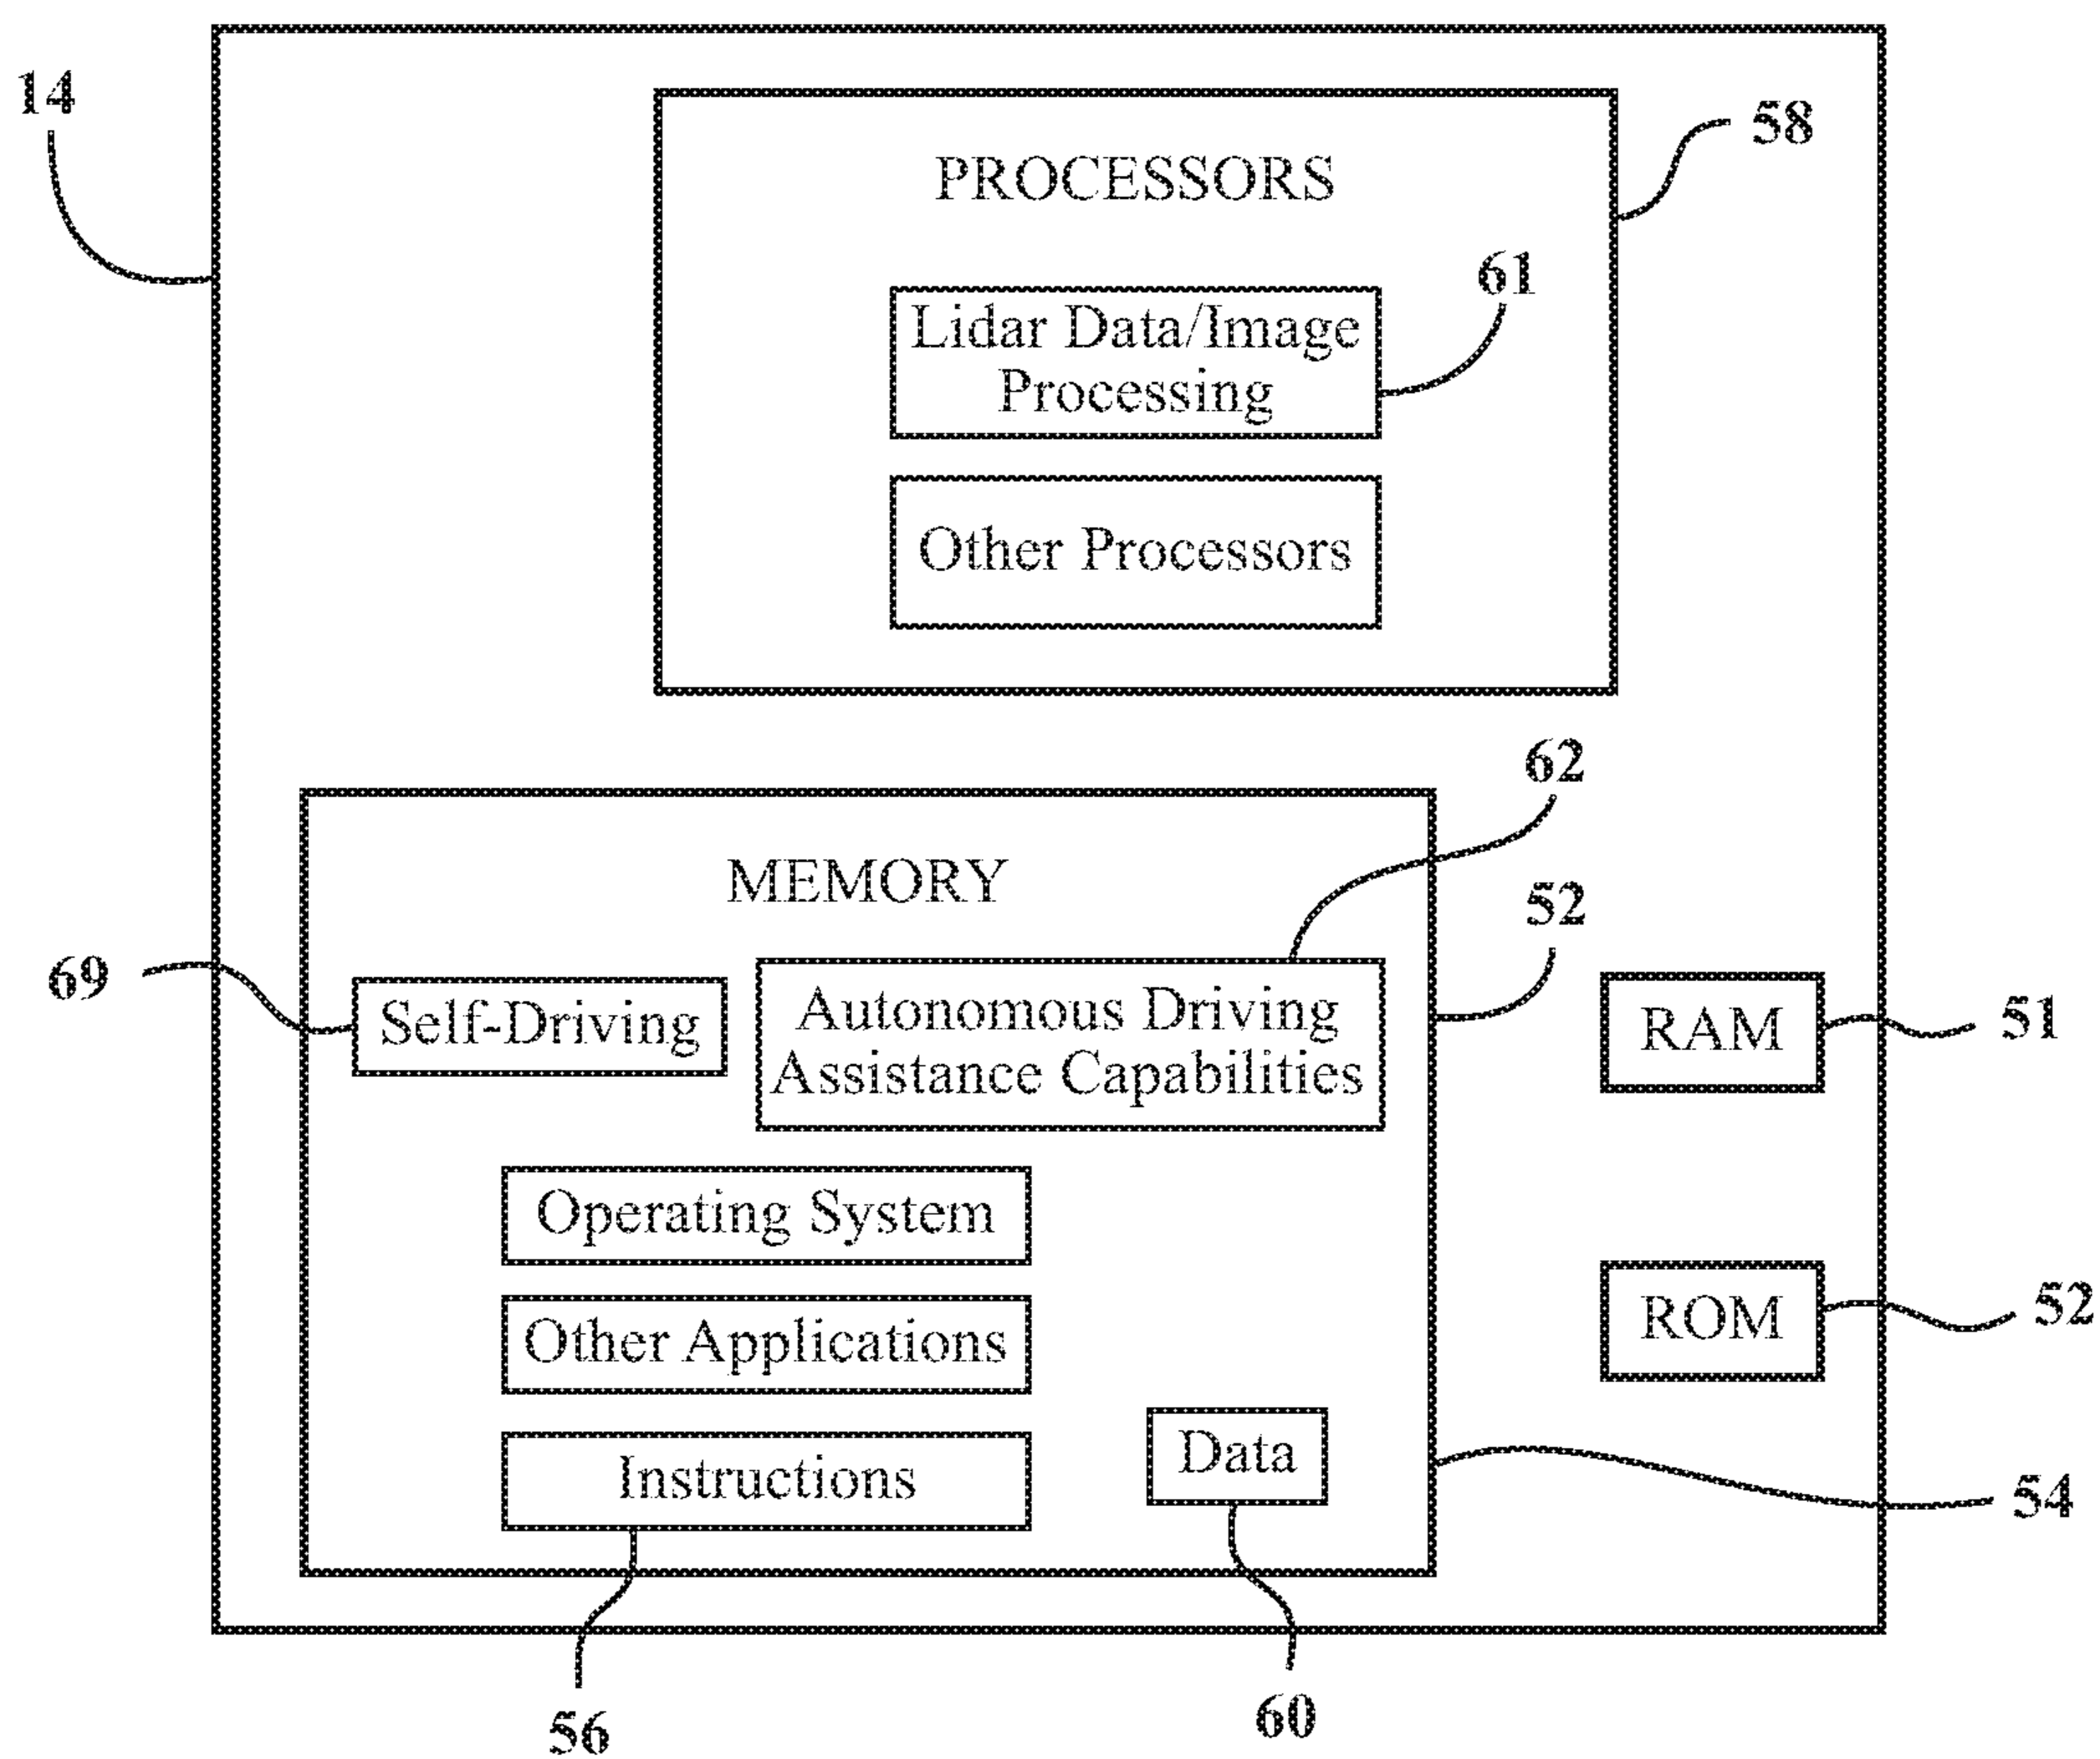 14
58
PROCESSORS
61
Lidar Data/Image
Processing
Other Processors
62
MEMORY
52
69
Self-Driving
Autonomous Driving
Assistance Capabilities
RAM
51
Operating System
ROM
52
Other Applications
Data
Instructions
54
56
60